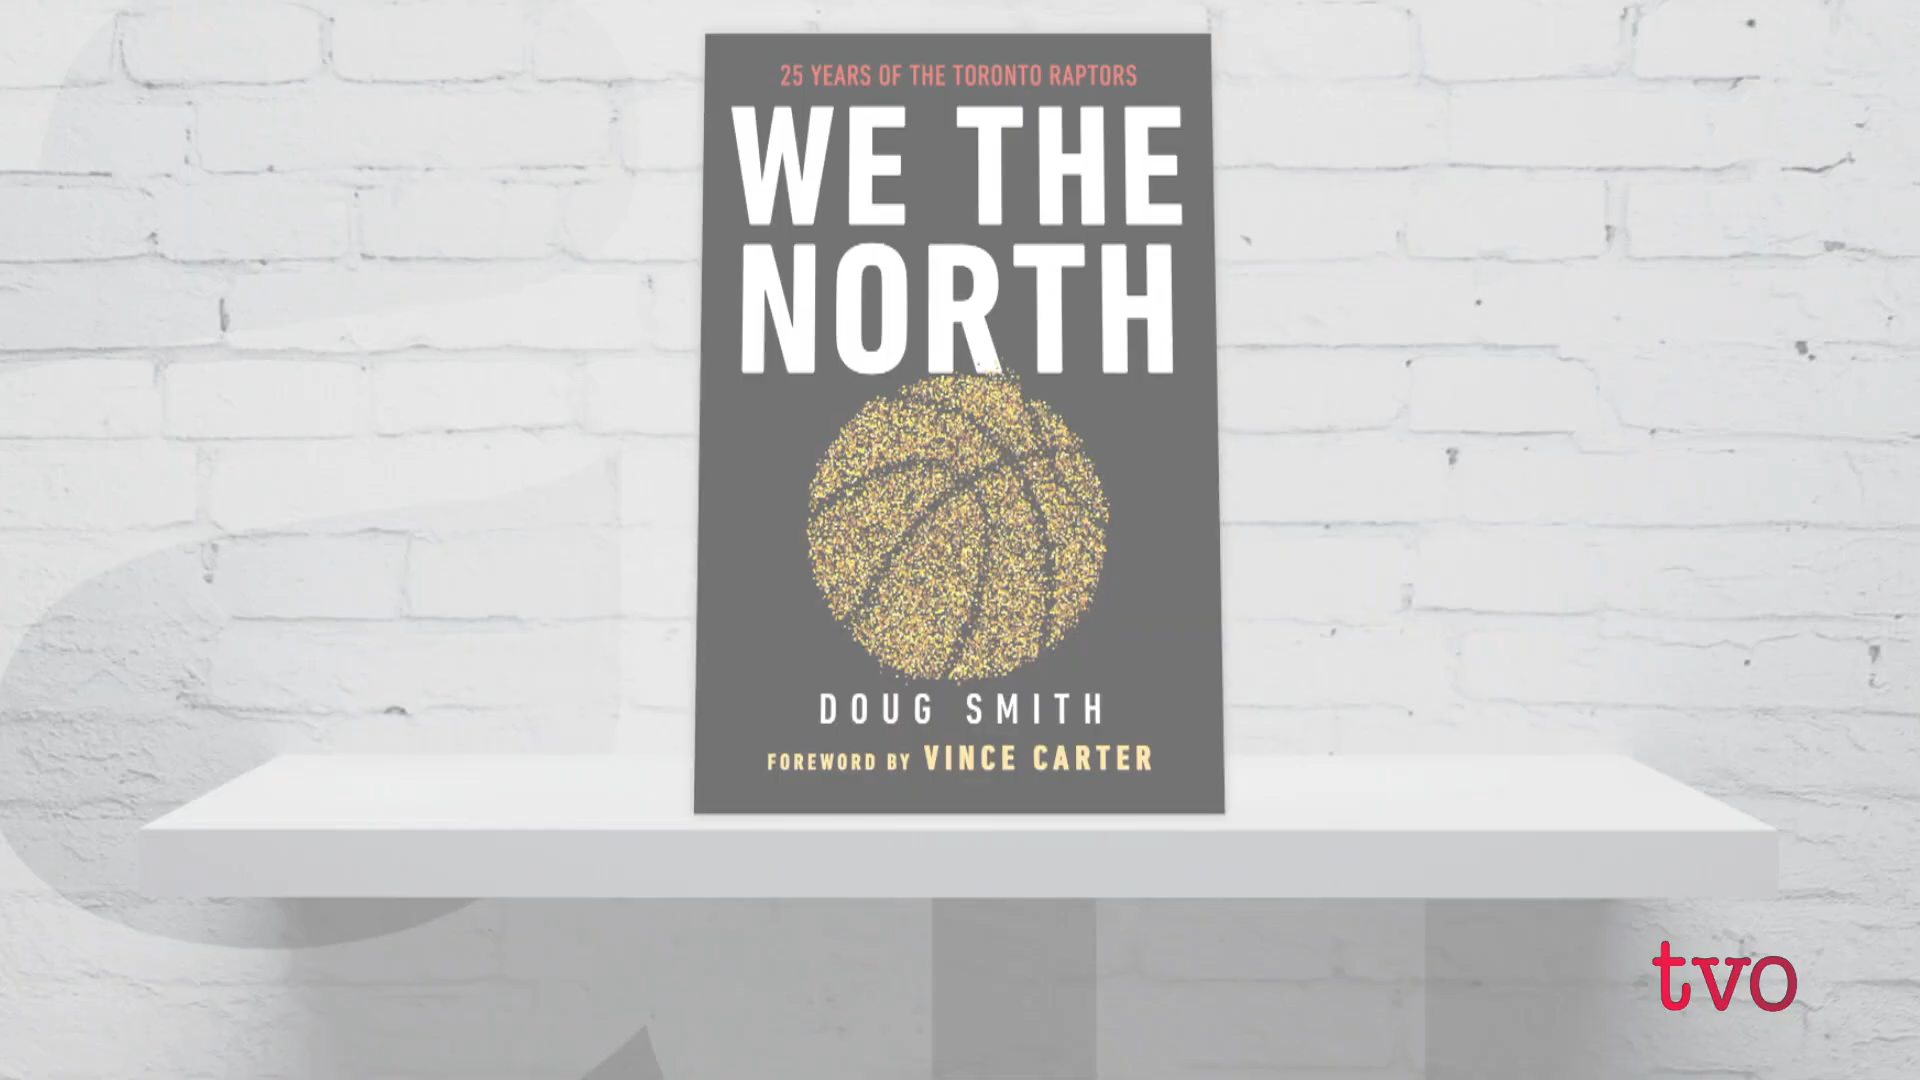 25 YEARS OF THE TORONTO RAPTORS
WE THE
NORTH
DOUG SMITH
FOREWORD BY VINCE CARTER
tvo